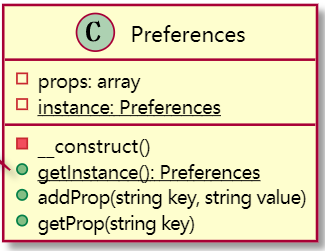 C Preferences
props: array
instance: Preferences
__construct()
getInstance(): Preferences
addProp(string key, string value)
getProp(string key)